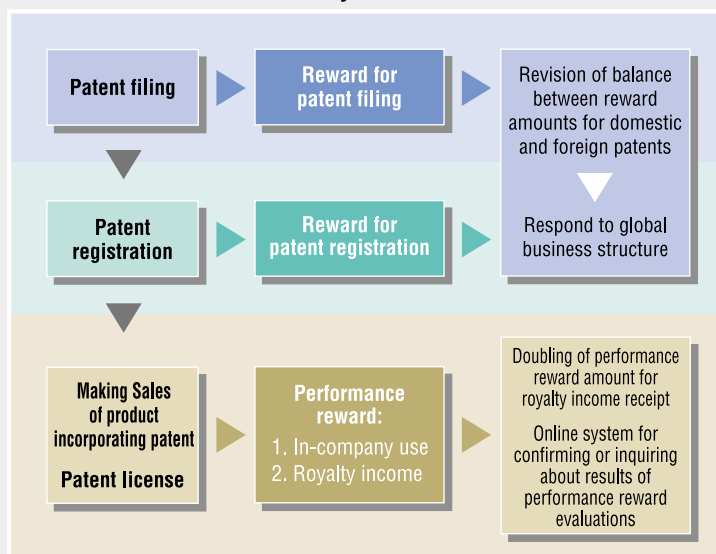 Patent filing
Reward for
patent filing
Revision of balance
between reward
amounts for domestic
and foreign patents
Respond to global
business structure
Patent
registration
Reward for
patent registration
Making Sales
of product
incorporating patent
Patent license
Performance
reward:
1. In-company use
2. Royalty income
Doubling of performance
reward amount for
royalty income receipt
Online system for
confirming or inquiring
about results of
performance reward
evaluations